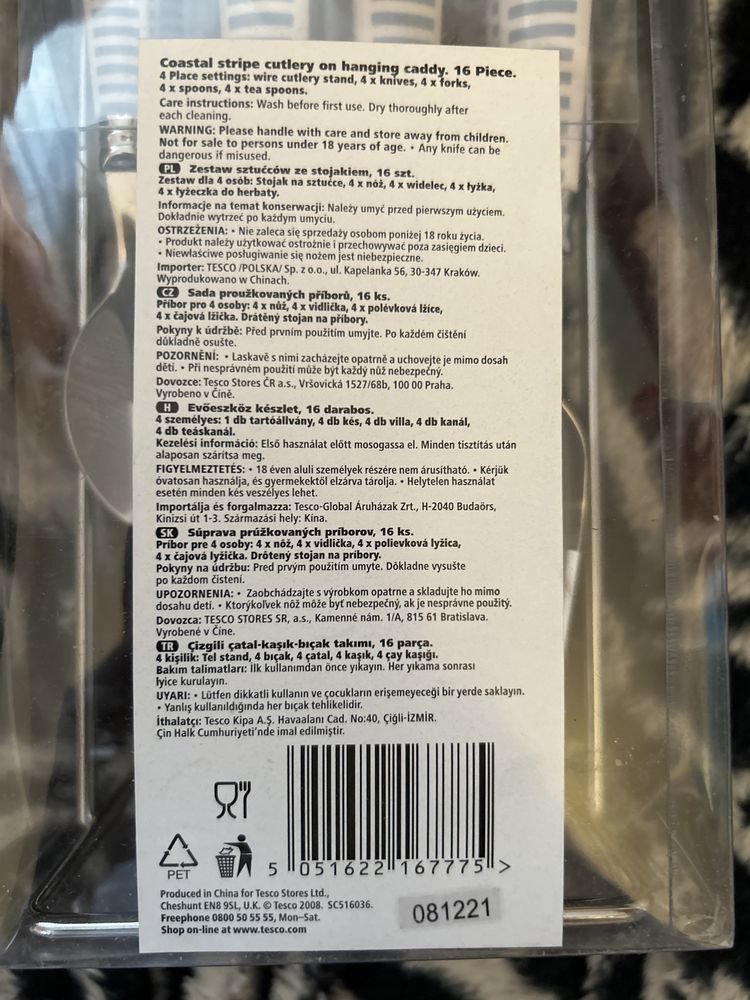 Coastal stripe cutlery on hanging caddy. 16 Piece.
4 Place settings: wire cutlery stand, 4 x knives, 4 x forks,
4 x spoons, 4 x tea spoons.
Care instructions: Wash before first use. Dry thoroughly after
each cleaning.
WARNING: Please handle with care and store away from children.
Not for sale to persons under 18 years of age. • Any knife can be
dangerous if misused.
PL Zestaw sztućców ze stojakiem, 16 szt.
Zestaw dla 4 osób: Stojak na sztućce, 4 x nóż, 4 x widelec, 4 x łyżka,
4 x łyżeczka do herbaty.
Informacje na temat konserwacji: Należy umyć przed pierwszym użyciem.
Dokładnie wytrzeć po każdym umyciu.
OSTRZEŻENIA: • Nie zaleca się sprzedaży osobom poniżej 18 roku życia.
• Produkt należy użytkować ostrożnie i przechowywać poza zasięgiem dzieci.
• Niewłaściwe posługiwanie się nożem jest niebezpieczne.
Importer: TESCO /POLSKA/ Sp. z o.o., ul. Kapelanka 56, 30-347 Kraków.
Wyprodukowano w Chinach.
CZ Sada proužkovaných příborů, 16 ks.
Příbor pro 4 osoby: 4 x nůž, 4 x vidlička, 4 x polévková lžíce,
4 x čajová lžička. Drátěný stojan na příbory.
Pokyny k údržbě: Před prvním použitím umyjte. Po každém čištění
důkladně osušte.
POZORNĚNÍ: • Laskavě s nimi zacházejte opatrně a uchovejte je mimo dosah
dětí. • Při nesprávném použití může být každý nůž nebezpečný.
Dovozce: Tesco Stores ČR a.s., Vršovická 1527/68b, 100 00 Praha.
Vyrobeno v Číně.
H Evőeszköz készlet, 16 darabos.
4 személyes: 1 db tartóállvány, 4 db kés, 4 db villa, 4 db kanál,
4 db teáskanál.
Kezelési információ: Első használat előtt mosogassa el. Minden tisztítás után
alaposan szárítsa meg.
FIGYELMEZTETÉS: • 18 éven aluli személyek részére nem árusítható. • Kérjük
óvatosan használja, és gyermekektől elzárva tárolja. • Helytelen használat
esetén minden kés veszélyes lehet.
Importálja és forgalmazza: Tesco-Global Áruházak Zrt., H-2040 Budaörs,
Kinizsi út 1-3. Származási hely: Kína.
SK Súprava prúžkovaných príborov, 16 ks.
Príbor pre 4 osoby: 4 x nôž, 4 x vidlička, 4 x polievková lyžica,
4 x čajová lyžička. Drôtený stojan na príbory.
Pokyny na údržbu: Pred prvým použitím umyte. Dôkladne vysušte
po každom čistení.
UPOZORNENIA: • Zaobchádzajte s výrobkom opatrne a skladujte ho mimo
dosahu detí. • Ktorýkoľvek nôž môže byť nebezpečný, ak je nesprávne použitý.
Dovozca: TESCO STORES SR, a.s., Kamenné nám. 1/A, 815 61 Bratislava.
Vyrobené v Číne.
TR Çizgili çatal-kaşık-bıçak takımı, 16 parça.
4 kişilik: Tel stand, 4 bıçak, 4 çatal, 4 kaşık, 4 çay kaşığı.
Bakım talimatları: İlk kullanımdan önce yıkayın. Her yıkama sonrası
iyice kurulayın.
UYARI: • Lütfen dikkatli kullanın ve çocukların erişemeyeceği bir yerde saklayın.
• Yanlış kullanıldığında her bıçak tehlikelidir.
İthalatçı: Tesco Kipa A.Ş. Havaalanı Cad. No:40, Çiğli-İZMİR.
Çin Halk Cumhuriyeti'nde imal edilmiştir.
PET
5 051622 167775 >
Produced in China for Tesco Stores Ltd.,
Cheshunt EN8 9SL, U.K. © Tesco 2008. SC516036.
Freephone 0800 50 55 55, Mon–Sat.
Shop on-line at www.tesco.com
081221